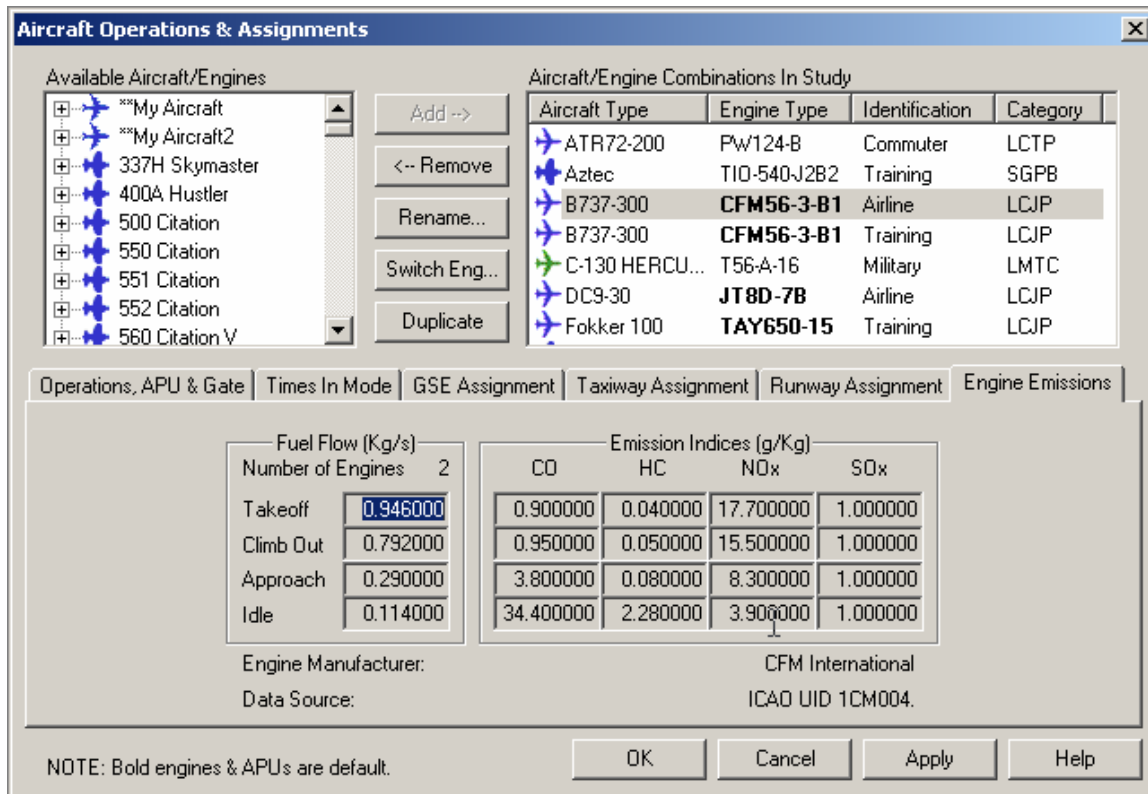 Aircraft Operations & Assignments
Available Aircraft/Engines
**My Aircraft
**My Aircraft2
337H Skymaster
400A Hustler
500 Citation
550 Citation
551 Citation
552 Citation
560 Citation V
Add -->
<-- Remove
Rename...
Switch Eng...
Duplicate
Aircraft/Engine Combinations In Study
Aircraft Type Engine Type Identification Category
ATR72-200 PW124-B Commuter LCTP
Aztec TIO-540-J2B2 Training SGPB
B737-300 CFM56-3-B1 Airline LCJP
B737-300 CFM56-3-B1 Training LCJP
C-130 HERCU... T56-A-16 Military LMTC
DC9-30 JT8D-7B Airline LCJP
Fokker 100 TAY650-15 Training LCJP
Operations, APU & Gate Times In Mode GSE Assignment Taxiway Assignment Runway Assignment Engine Emissions
Fuel Flow (Kg/s) Emission Indices (g/Kg)
Number of Engines 2 CO HC NOx SOx
Takeoff 0.946000 0.900000 0.040000 17.700000 1.000000
Climb Out 0.792000 0.950000 0.050000 15.500000 1.000000
Approach 0.290000 3.800000 0.080000 8.300000 1.000000
Idle 0.114000 34.400000 2.280000 3.900000 1.000000
Engine Manufacturer: CFM International
Data Source: ICAO UID 1CM004.
NOTE: Bold engines & APUs are default.
OK Cancel Apply Help